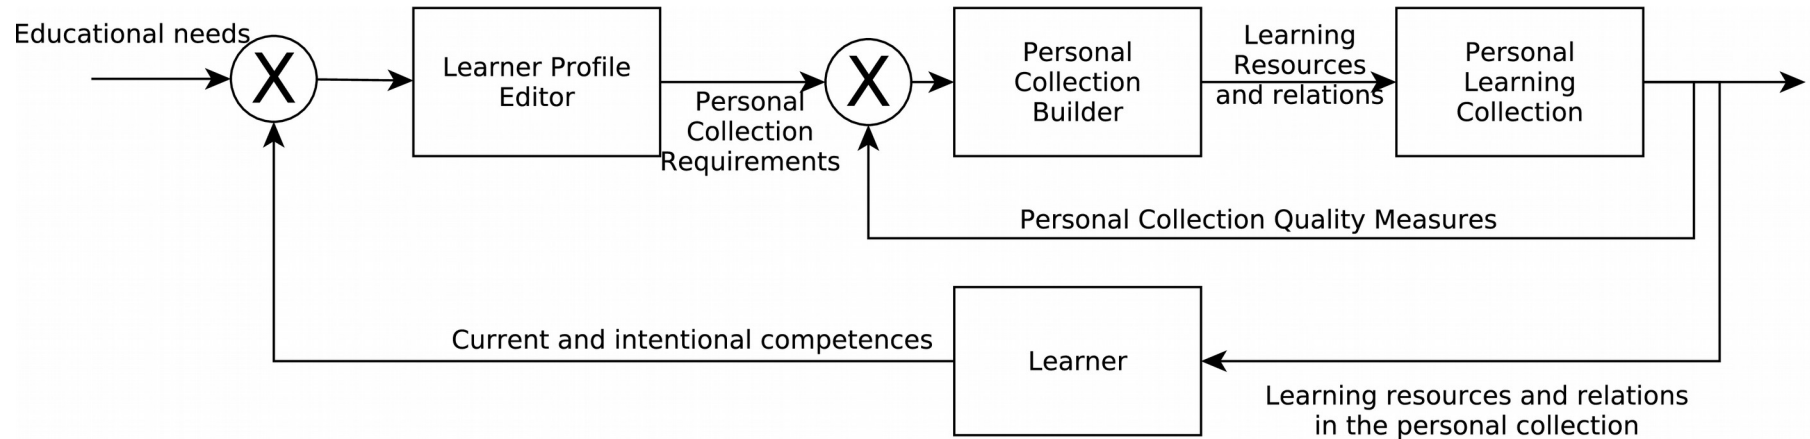 Educational needs
X
Learner Profile
Editor
Personal
Collection
Requirements
X
Personal
Collection
Builder
Learning
Resources
and relations
Personal
Learning
Collection
Personal Collection Quality Measures
Current and intentional competences
Learner
Learning resources and relations
in the personal collection